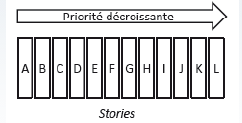 Priorité décroissante
A B C D E F G H I J K L
Stories